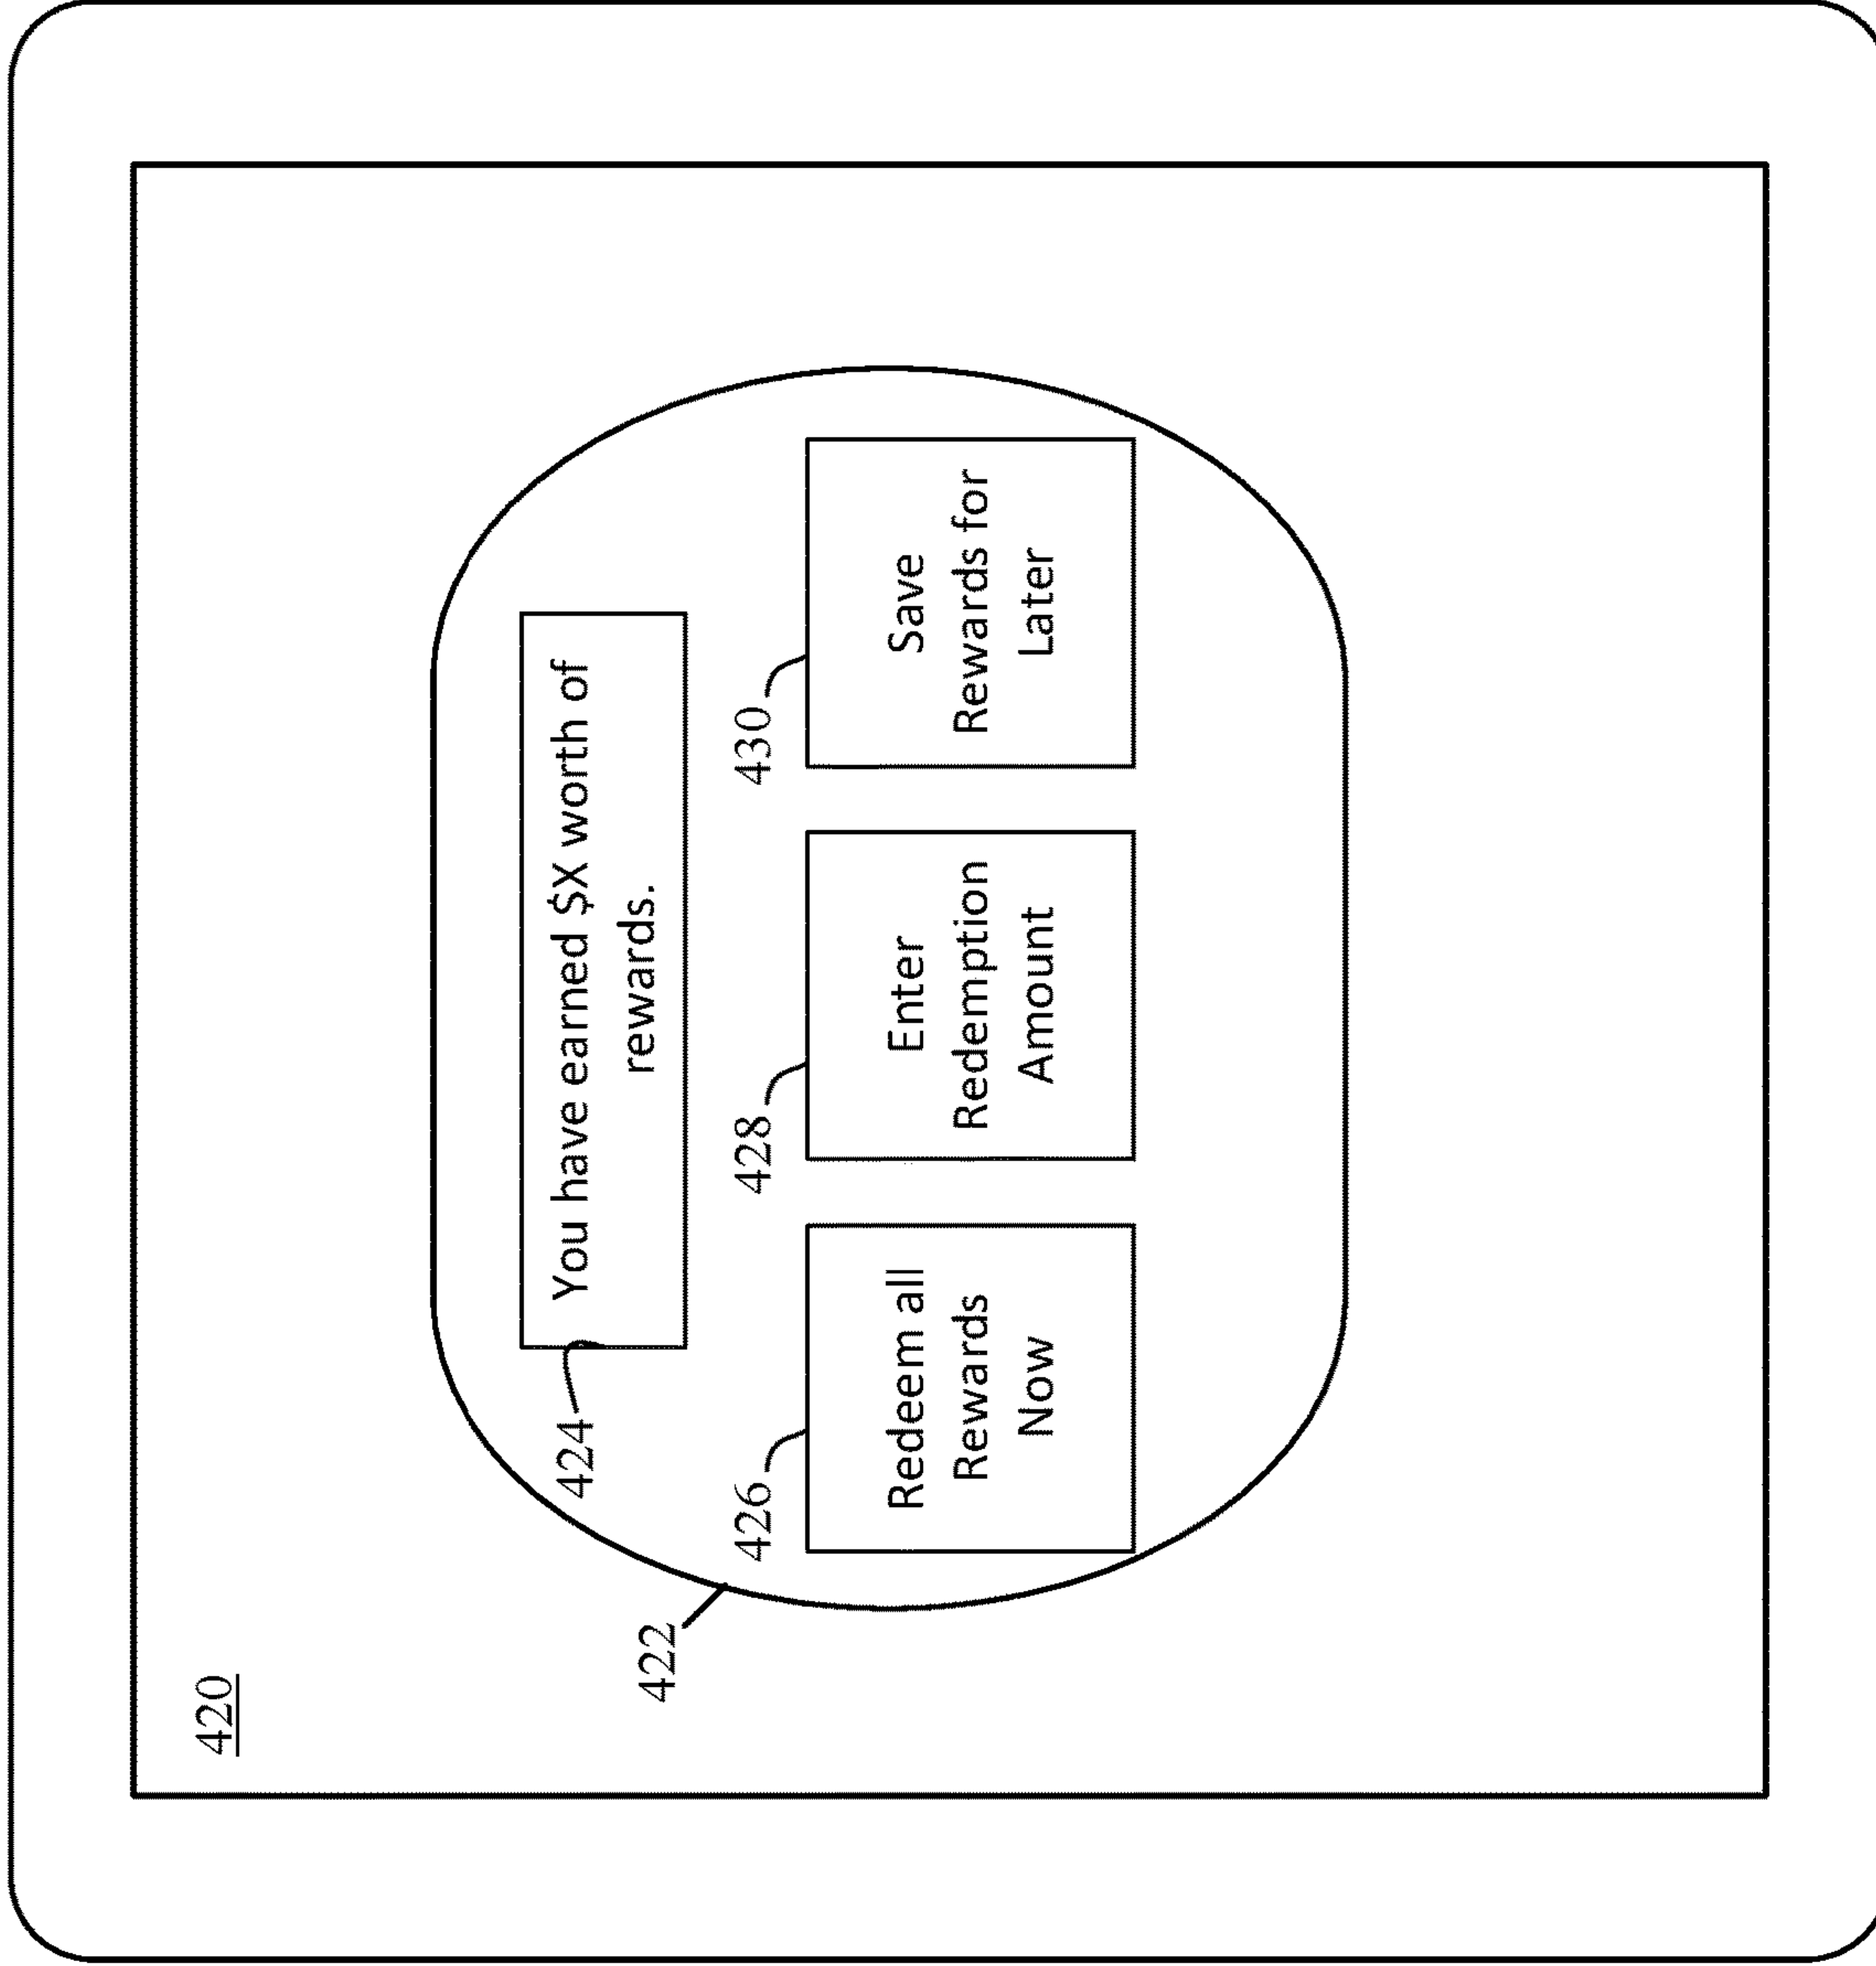 420
422
424
You have earned $X worth of
rewards.
426
Redeem all
Rewards
Now
428
Enter
Redemption
Amount
430
Save
Rewards for
Later